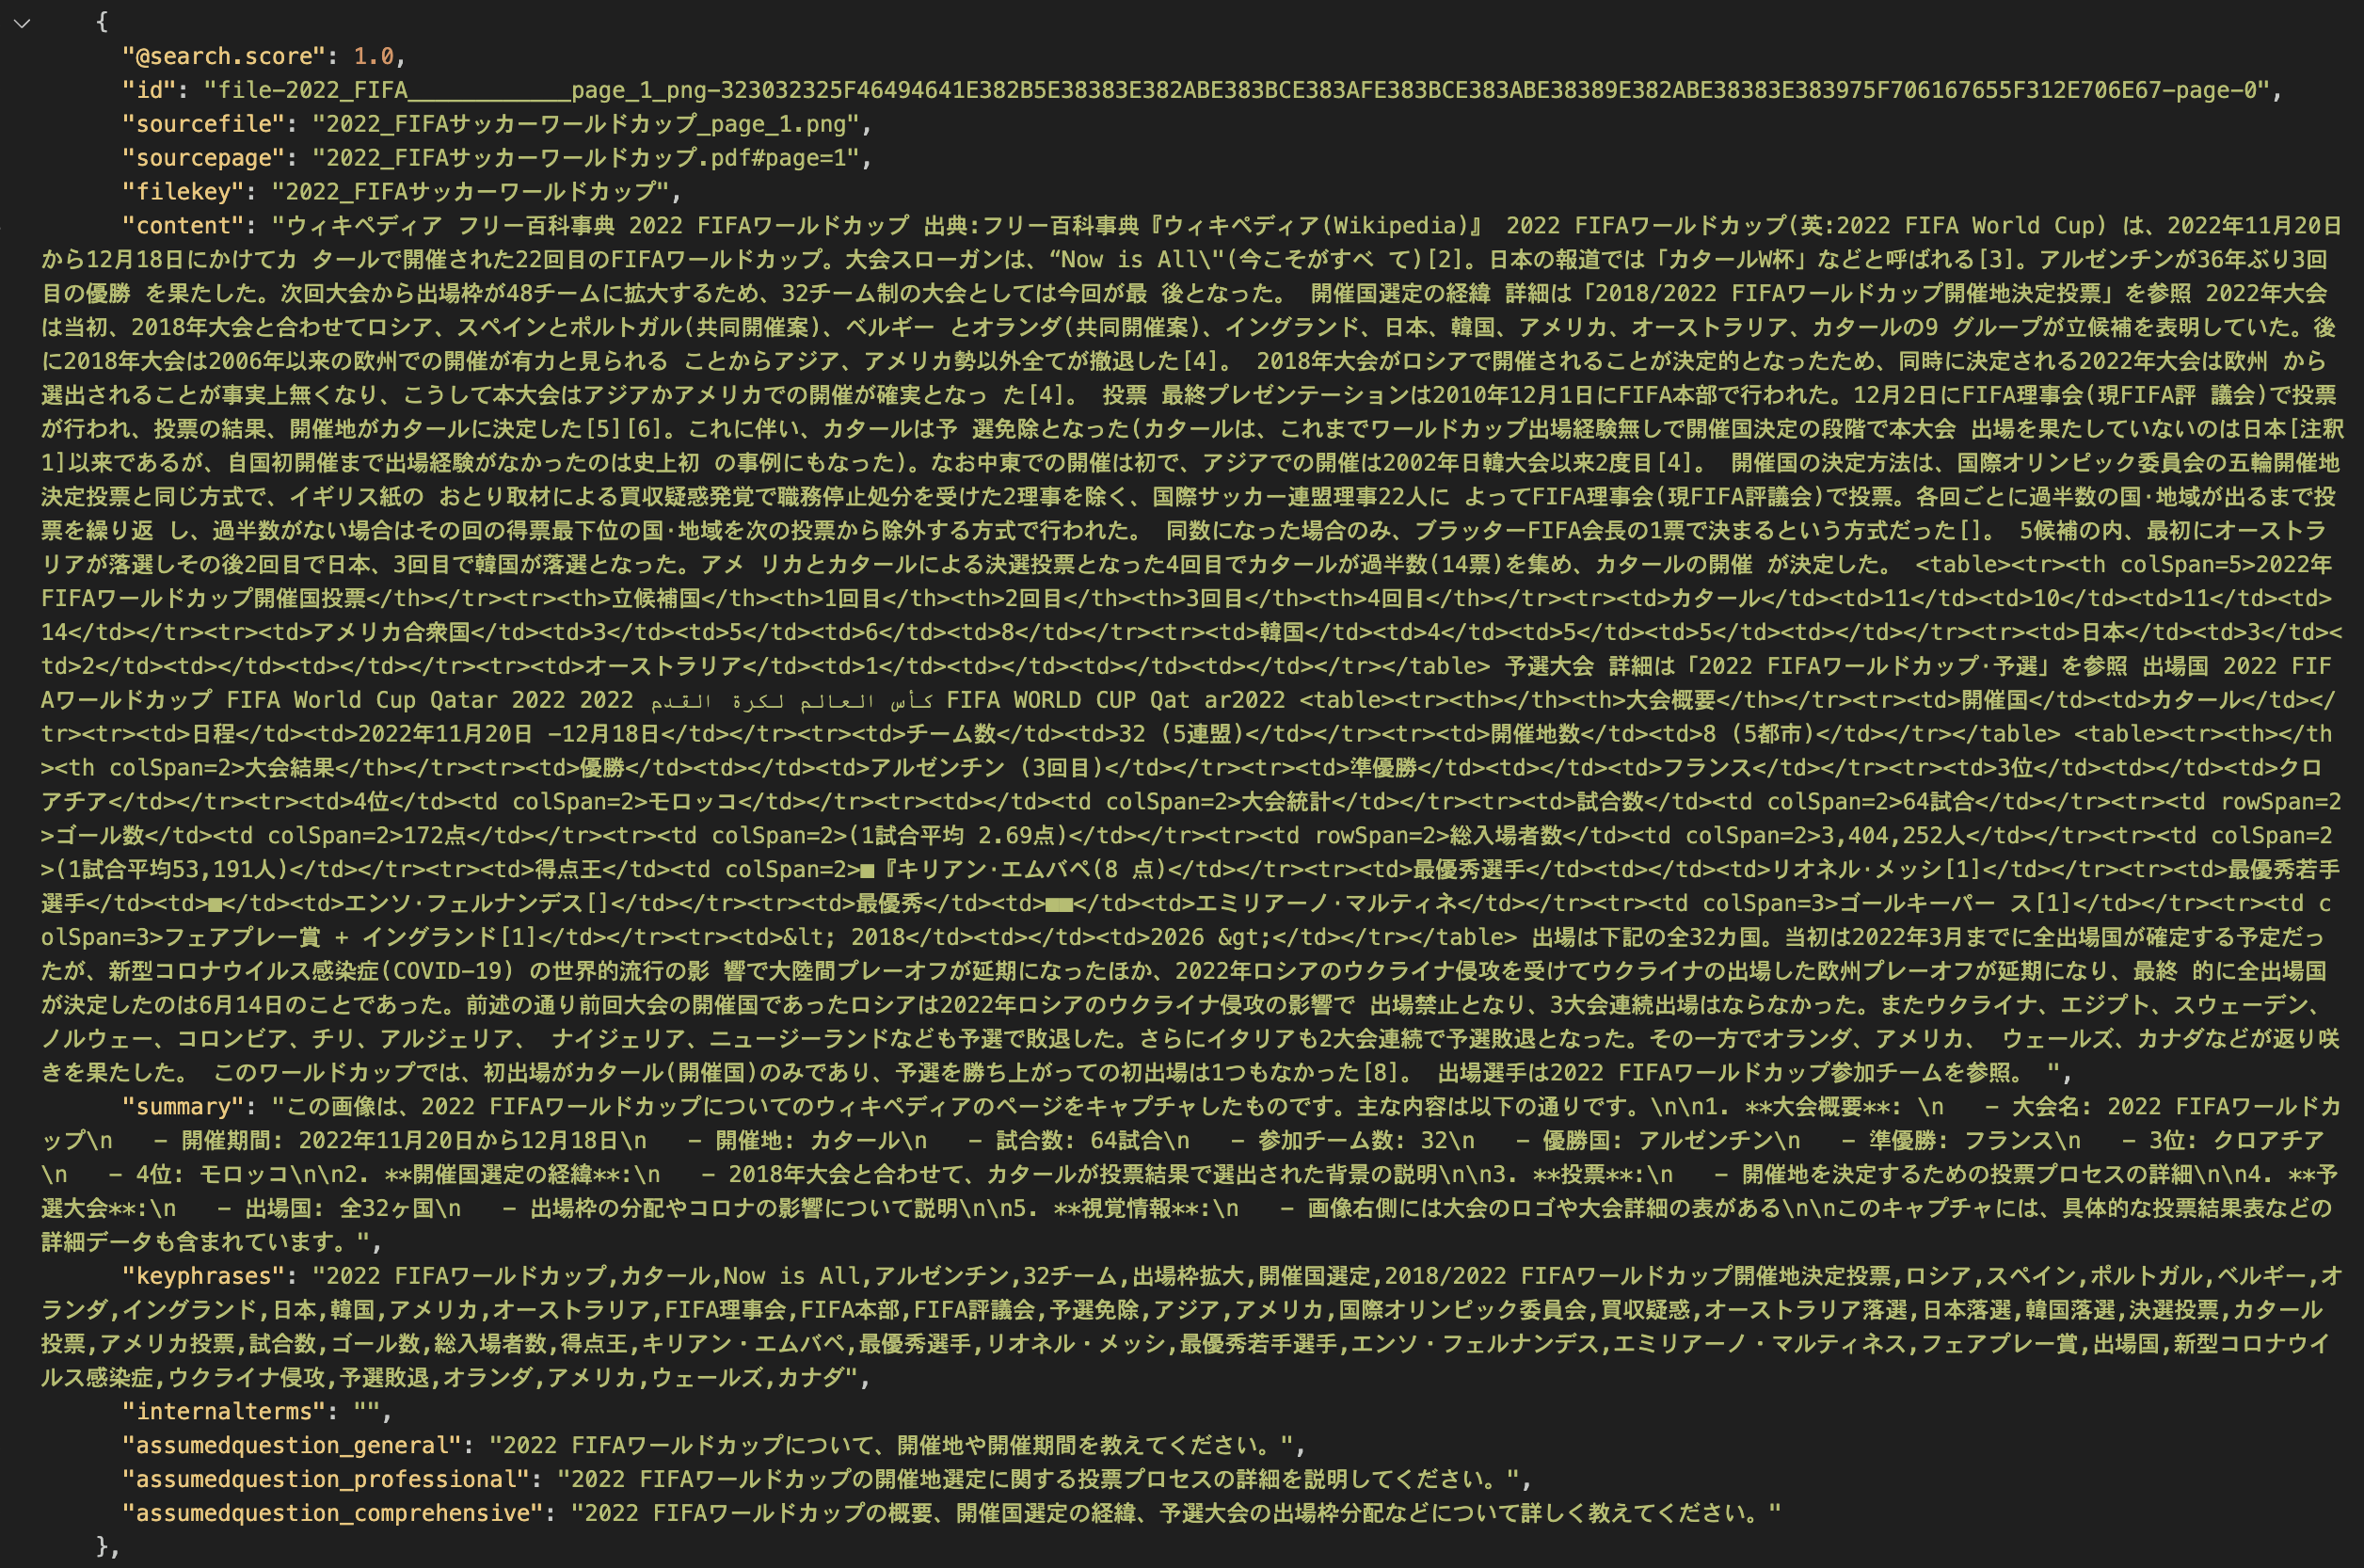 {
"@search.score": 1.0,
"id": "file-2022_FIFA____________page_1_png-323032325F46494641E382B5E38383E382ABE383BCE383AFE383BCE383ABE38389E382ABE38383E383975F706167655F312E706E67-page-0",
"sourcefile": "2022_FIFAサッカーワールドカップ_page_1.png",
"sourcepage": "2022_FIFAサッカーワールドカップ.pdf#page=1",
"filekey": "2022_FIFAサッカーワールドカップ",
"content": "ウィキペディア フリー百科事典 2022 FIFAワールドカップ 出典:フリー百科事典『ウィキペディア(Wikipedia)』 2022 FIFAワールドカップ(英:2022 FIFA World Cup) は、2022年11月20日
から12月18日にかけてカ タールで開催された22回目のFIFAワールドカップ。大会スローガンは、“Now is All\"(今こそがすべ て)[2]。日本の報道では「カタールW杯」などと呼ばれる[3]。アルゼンチンが36年ぶり3回
目の優勝 を果たした。次回大会から出場枠が48チームに拡大するため、32チーム制の大会としては今回が最 後となった。 開催国選定の経緯 詳細は「2018/2022 FIFAワールドカップ開催地決定投票」を参照 2022年大会
は当初、2018年大会と合わせてロシア、スペインとポルトガル(共同開催案)、ベルギー とオランダ(共同開催案)、イングランド、日本、韓国、アメリカ、オーストラリア、カタールの9 グループが立候補を表明していた。後
に2018年大会は2006年以来の欧州での開催が有力と見られる ことからアジア、アメリカ勢以外全てが撤退した[4]。 2018年大会がロシアで開催されることが決定的となったため、同時に決定される2022年大会は欧州 から
選出されることが事実上無くなり、こうして本大会はアジアかアメリカでの開催が確実となっ た[4]。 投票 最終プレゼンテーションは2010年12月1日にFIFA本部で行われた。12月2日にFIFA理事会(現FIFA評 議会)で投票
が行われ、投票の結果、開催地がカタールに決定した[5][6]。これに伴い、カタールは予 選免除となった(カタールは、これまでワールドカップ出場経験無しで開催国決定の段階で本大会 出場を果たしていないのは日本[注釈
1]以来であるが、自国初開催まで出場経験がなかったのは史上初 の事例にもなった)。なお中東での開催は初で、アジアでの開催は2002年日韓大会以来2度目[4]。 開催国の決定方法は、国際オリンピック委員会の五輪開催地
決定投票と同じ方式で、イギリス紙の おとり取材による買収疑惑発覚で職務停止処分を受けた2理事を除く、国際サッカー連盟理事22人に よってFIFA理事会(現FIFA評議会)で投票。各回ごとに過半数の国·地域が出るまで投
票を繰り返 し、過半数がない場合はその回の得票最下位の国·地域を次の投票から除外する方式で行われた。 同数になった場合のみ、ブラッターFIFA会長の1票で決まるという方式だった[]。 5候補の内、最初にオーストラ
リアが落選しその後2回目で日本、3回目で韓国が落選となった。アメ リカとカタールによる決選投票となった4回目でカタールが過半数(14票)を集め、カタールの開催 が決定した。 <table><tr><th colSpan=5>2022年
FIFAワールドカップ開催国投票</th></tr><tr><th>立候補国</th><th>1回目</th><th>2回目</th><th>3回目</th><th>4回目</th></tr><tr><td>カタール</td><td>11</td><td>10</td><td>11</td><td>
14</td></tr><tr><td>アメリカ合衆国</td><td>3</td><td>5</td><td>6</td><td>8</td></tr><tr><td>韓国</td><td>4</td><td>5</td><td>5</td><td></td></tr><tr><td>日本</td><td>3</td><
td>2</td><td></td><td></td></tr><tr><td>オーストラリア</td><td>1</td><td></td><td></td><td></td></tr></table> 予選大会 詳細は「2022 FIFAワールドカップ·予選」を参照 出場国 2022 FIF
Aワールドカップ FIFA World Cup Qatar 2022 2022 كأس العالم لكرة القدم FIFA WORLD CUP Qat ar2022 <table><tr><th></th><th>大会概要</th></tr><tr><td>開催国</td><td>カタール</td></
tr><tr><td>日程</td><td>2022年11月20日 -12月18日</td></tr><tr><td>チーム数</td><td>32 (5連盟)</td></tr><tr><td>開催地数</td><td>8 (5都市)</td></tr></table> <table><tr><th></th
><th colSpan=2>大会結果</th></tr><tr><td>優勝</td><td></td><td>アルゼンチン (3回目)</td></tr><tr><td>準優勝</td><td></td><td>フランス</td></tr><tr><td>3位</td><td></td><td>クロ
アチア</td></tr><tr><td>4位</td><td colSpan=2>モロッコ</td></tr><tr><td></td><td colSpan=2>大会統計</td></tr><tr><td>試合数</td><td colSpan=2>64試合</td></tr><tr><td rowSpan=2
>ゴール数</td><td colSpan=2>172点</td></tr><tr><td colSpan=2>(1試合平均 2.69点)</td></tr><tr><td rowSpan=2>総入場者数</td><td colSpan=2>3,404,252人</td></tr><tr><td colSpan=2
>(1試合平均53,191人)</td></tr><tr><td>得点王</td><td colSpan=2>■『キリアン·エムバペ(8 点)</td></tr><tr><td>最優秀選手</td><td></td><td>リオネル·メッシ[1]</td></tr><tr><td>最優秀若手
選手</td><td>■</td><td>エンソ·フェルナンデス[]</td></tr><tr><td>最優秀</td><td>■■</td><td>エミリアーノ·マルティネ</td></tr><tr><td colSpan=3>ゴールキーパー ス[1]</td></tr><tr><td c
olSpan=3>フェアプレー賞 + イングランド[1]</td></tr><tr><td>&lt; 2018</td><td></td><td>2026 &gt;</td></tr></table> 出場は下記の全32カ国。当初は2022年3月までに全出場国が確定する予定だっ
たが、新型コロナウイルス感染症(COVID-19) の世界的流行の影 響で大陸間プレーオフが延期になったほか、2022年ロシアのウクライナ侵攻を受けてウクライナの出場した欧州プレーオフが延期になり、最終 的に全出場国
が決定したのは6月14日のことであった。前述の通り前回大会の開催国であったロシアは2022年ロシアのウクライナ侵攻の影響で 出場禁止となり、3大会連続出場はならなかった。またウクライナ、エジプト、スウェーデン、
ノルウェー、コロンビア、チリ、アルジェリア、 ナイジェリア、ニュージーランドなども予選で敗退した。さらにイタリアも2大会連続で予選敗退となった。その一方でオランダ、アメリカ、 ウェールズ、カナダなどが返り咲
きを果たした。 このワールドカップでは、初出場がカタール(開催国)のみであり、予選を勝ち上がっての初出場は1つもなかった[8]。 出場選手は2022 FIFAワールドカップ参加チームを参照。 ",
"summary": "この画像は、2022 FIFAワールドカップについてのウィキペディアのページをキャプチャしたものです。主な内容は以下の通りです。\n\n1. **大会概要**: \n   - 大会名: 2022 FIFAワールドカ
ップ\n   - 開催期間: 2022年11月20日から12月18日\n   - 開催地: カタール\n   - 試合数: 64試合\n   - 参加チーム数: 32\n   - 優勝国: アルゼンチン\n   - 準優勝: フランス\n   - 3位: クロアチア
\n   - 4位: モロッコ\n\n2. **開催国選定の経緯**:\n   - 2018年大会と合わせて、カタールが投票結果で選出された背景の説明\n\n3. **投票**:\n   - 開催地を決定するための投票プロセスの詳細\n\n4. **予
選大会**:\n   - 出場国: 全32ヶ国\n   - 出場枠の分配やコロナの影響について説明\n\n5. **視覚情報**:\n   - 画像右側には大会のロゴや大会詳細の表がある\n\nこのキャプチャには、具体的な投票結果表などの
詳細データも含まれています。",
"keyphrases": "2022 FIFAワールドカップ,カタール,Now is All,アルゼンチン,32チーム,出場枠拡大,開催国選定,2018/2022 FIFAワールドカップ開催地決定投票,ロシア,スペイン,ポルトガル,ベルギー,オ
ランダ,イングランド,日本,韓国,アメリカ,オーストラリア,FIFA理事会,FIFA本部,FIFA評議会,予選免除,アジア,アメリカ,国際オリンピック委員会,買収疑惑,オーストラリア落選,日本落選,韓国落選,決選投票,カタール
投票,アメリカ投票,試合数,ゴール数,総入場者数,得点王,キリアン・エムバペ,最優秀選手,リオネル・メッシ,最優秀若手選手,エンソ・フェルナンデス,エミリアーノ・マルティネス,フェアプレー賞,出場国,新型コロナウイ
ルス感染症,ウクライナ侵攻,予選敗退,オランダ,アメリカ,ウェールズ,カナダ",
"internalterms": "",
"assumedquestion_general": "2022 FIFAワールドカップについて、開催地や開催期間を教えてください。",
"assumedquestion_professional": "2022 FIFAワールドカップの開催地選定に関する投票プロセスの詳細を説明してください。",
"assumedquestion_comprehensive": "2022 FIFAワールドカップの概要、開催国選定の経緯、予選大会の出場枠分配などについて詳しく教えてください。"
},